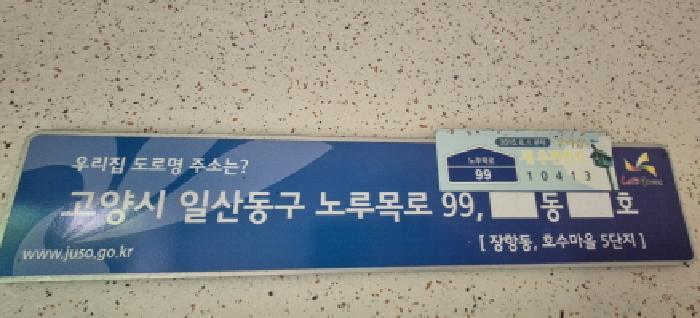 우리집 도로명 주소는?
고양시 일산동구 노루목로 99, 동 호
[ 장항동, 호수마을 5단지 ]
www.juso.go.kr
노루목로
99
10413